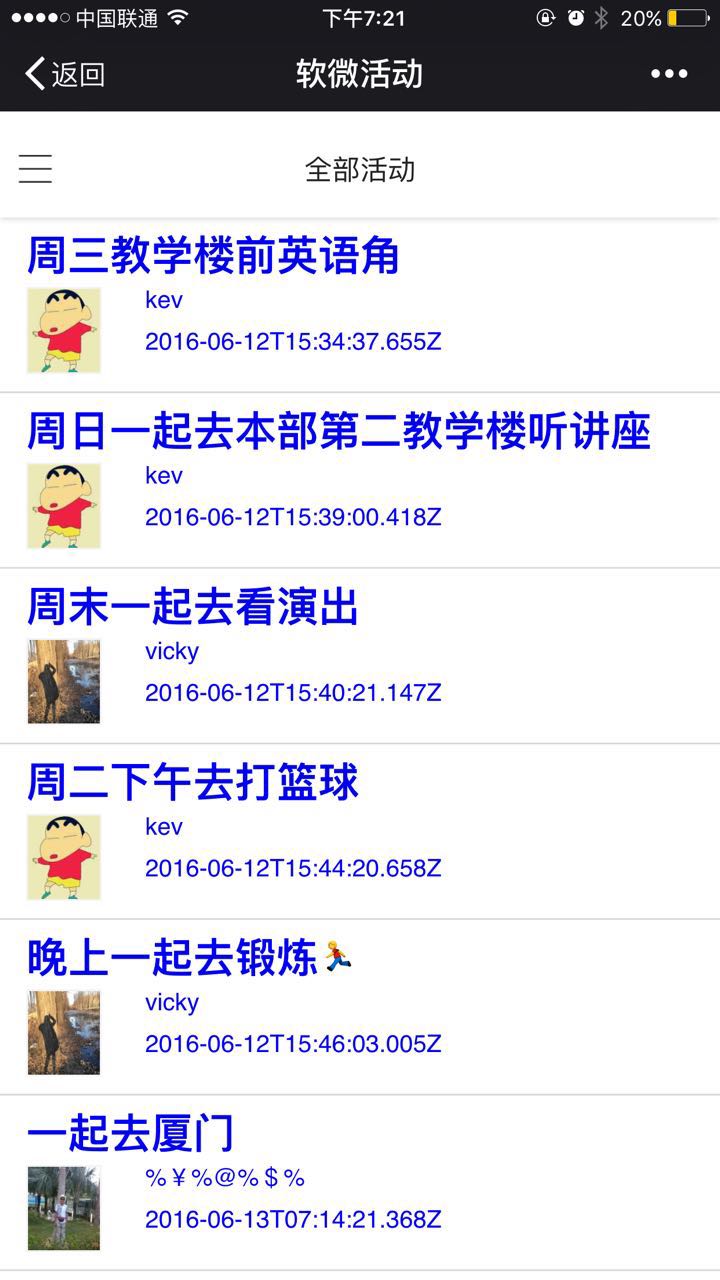 中国联通 下午7:21 20%
返回 软微活动
全部活动
周三教学楼前英语角
kev
2016-06-12T15:34:37.655Z
周日一起去本部第二教学楼听讲座
kev
2016-06-12T15:39:00.418Z
周末一起去看演出
vicky
2016-06-12T15:40:21.147Z
周二下午去打篮球
kev
2016-06-12T15:44:20.658Z
晚上一起去锻炼🏃
vicky
2016-06-12T15:46:03.005Z
一起去厦门
%￥%@%＄%
2016-06-13T07:14:21.368Z